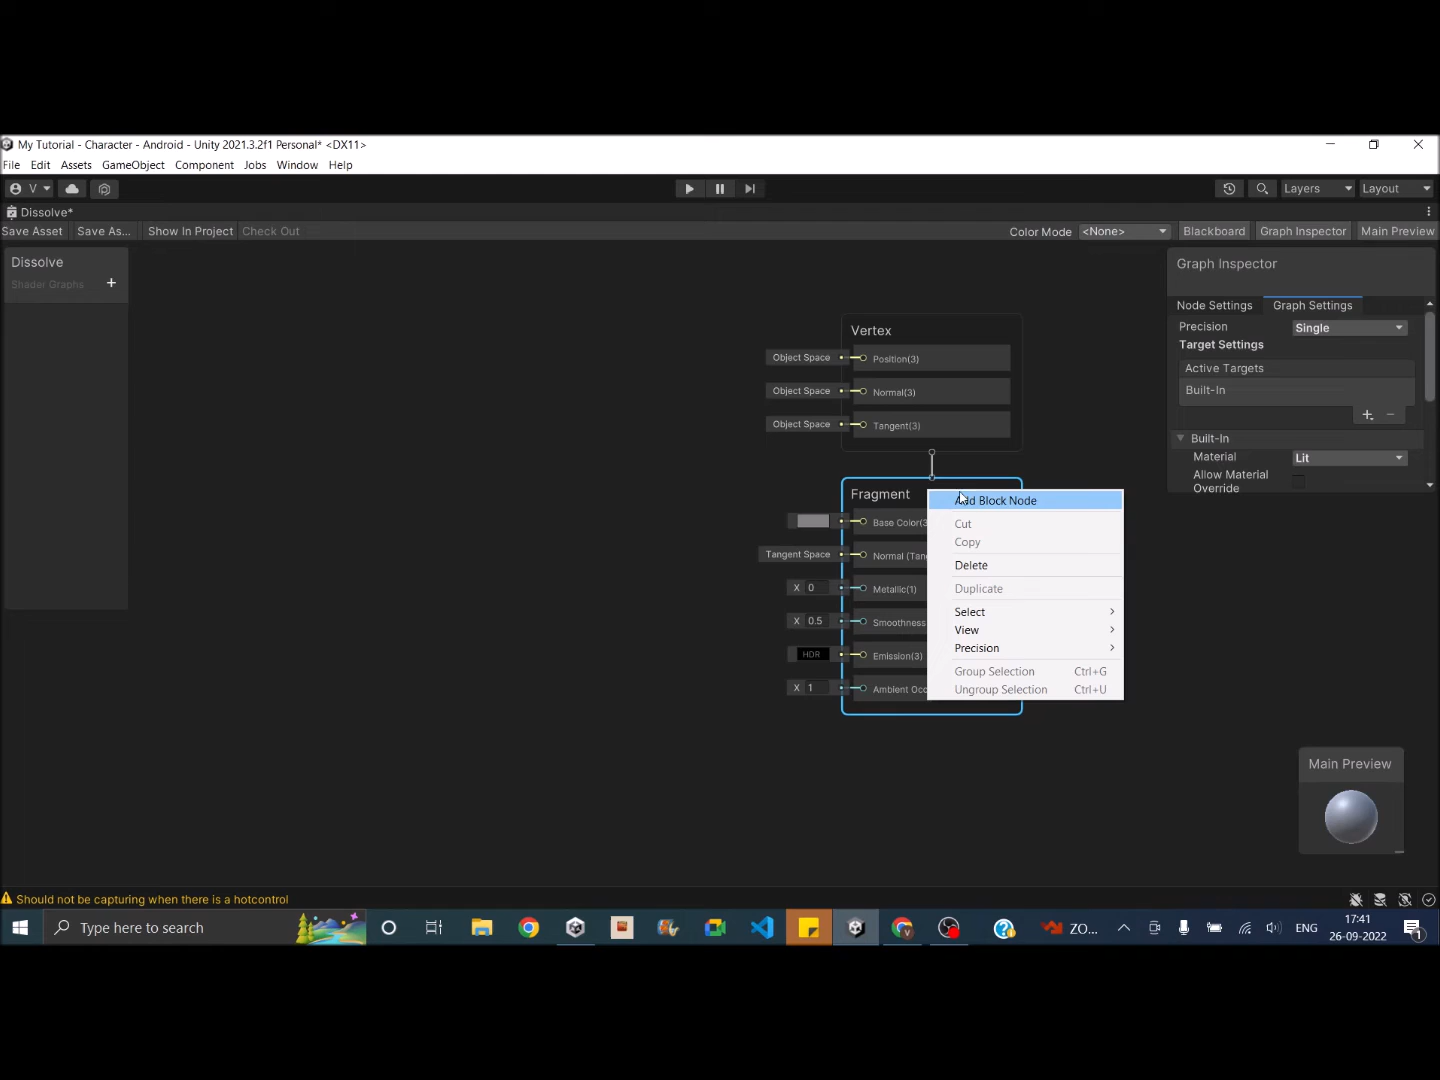 My Tutorial - Character - Android - Unity 2021.3.2f1 Personal* <DX11>
File Edit Assets GameObject Component Jobs Window Help
V Layers Layout
Dissolve*
Save Asset Save As... Show In Project Check Out Color Mode <None> Blackboard Graph Inspector Main Preview
Dissolve
Shader Graphs +
Graph Inspector
Node Settings Graph Settings
Precision Single
Target Settings
Active Targets
Built-In
+ -
Built-In
Material Lit
Allow Material
Override
Vertex
Object Space Position(3)
Object Space Normal(3)
Object Space Tangent(3)
Fragment
Base Color(3
Tangent Space Normal (Tan
X 0 Metallic(1)
X 0.5 Smoothness
HDR Emission(3)
X 1 Ambient Occ
Add Block Node
Cut
Copy
Delete
Duplicate
Select
View
Precision
Group Selection Ctrl+G
Ungroup Selection Ctrl+U
Main Preview
Should not be capturing when there is a hotcontrol
Type here to search
ZO...
ENG
17:41
26-09-2022
1